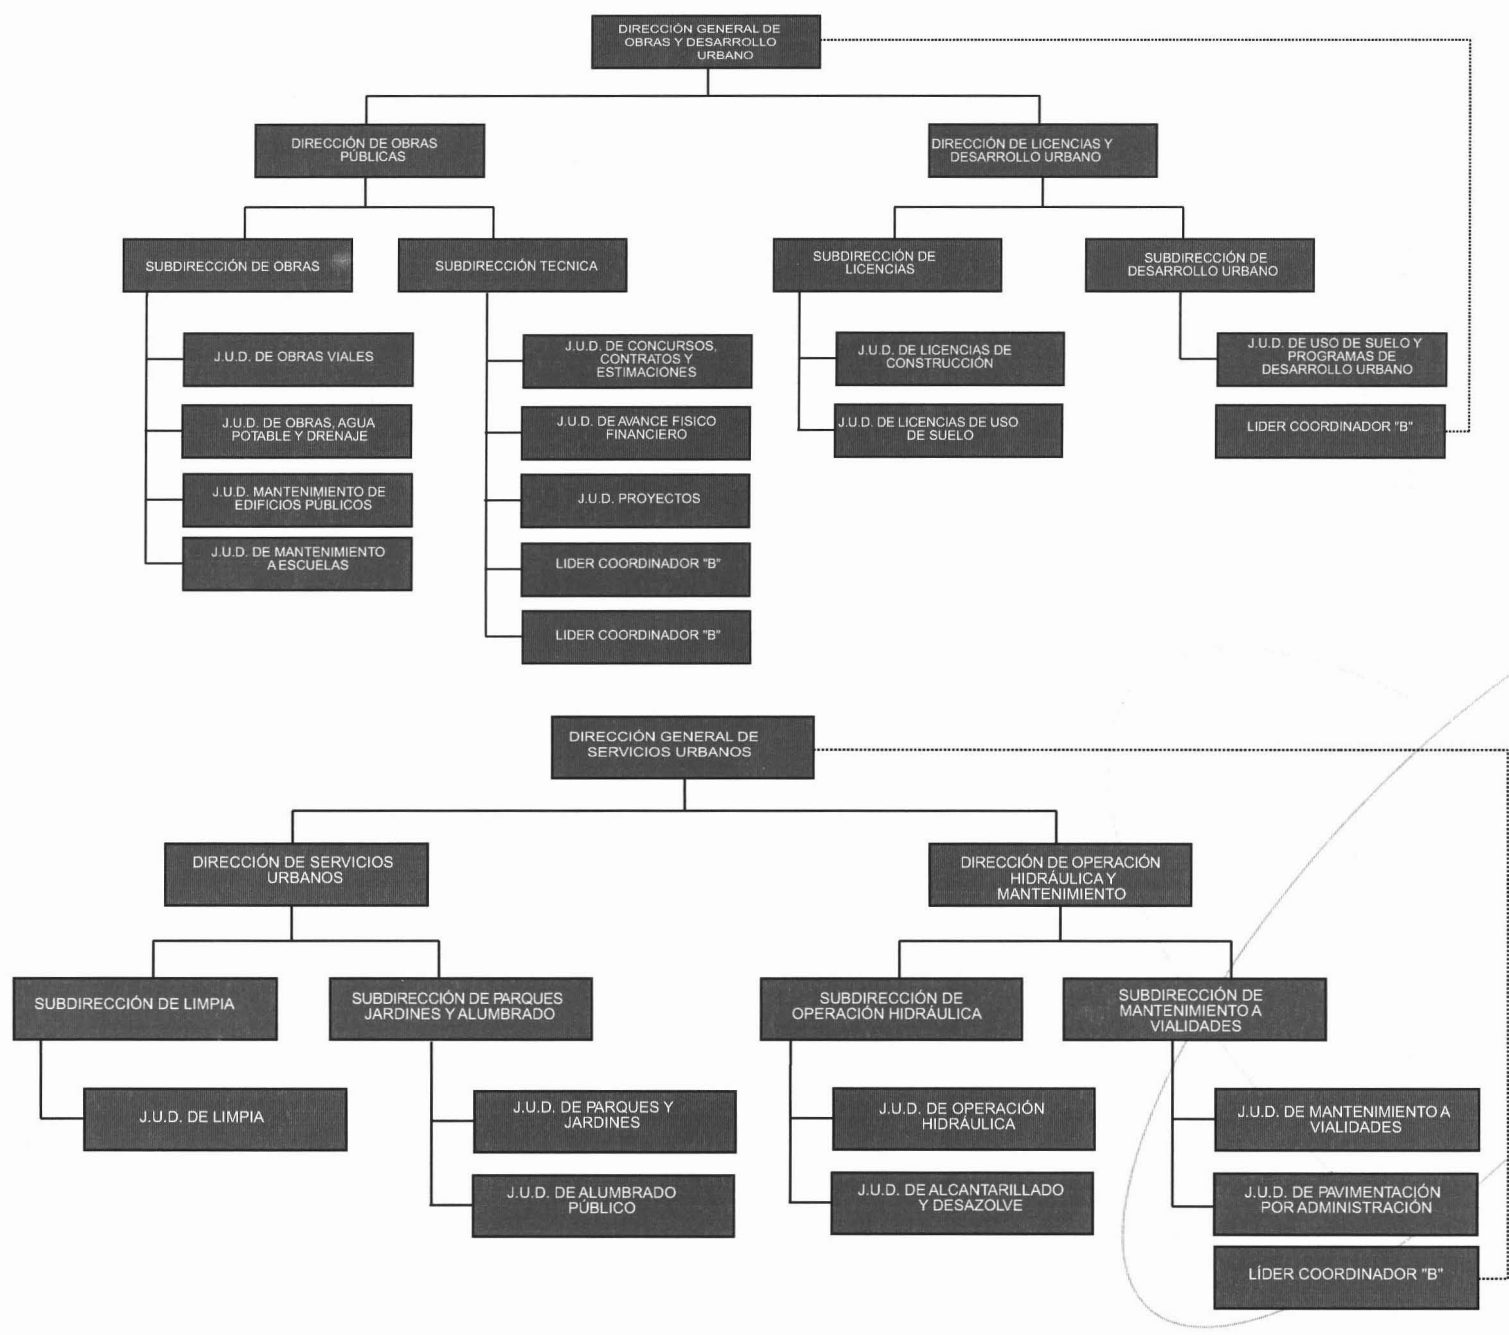 DIRECCIÓN GENERAL DE
OBRAS Y DESARROLLO
URBANO
DIRECCIÓN DE OBRAS
PÚBLICAS
DIRECCIÓN DE LICENCIAS Y
DESARROLLO URBANO
SUBDIRECCIÓN DE OBRAS
SUBDIRECCIÓN TECNICA
SUBDIRECCIÓN DE
LICENCIAS
SUBDIRECCIÓN DE
DESARROLLO URBANO
J.U.D. DE OBRAS VIALES
J.U.D. DE OBRAS, AGUA
POTABLE Y DRENAJE
J.U.D. MANTENIMIENTO DE
EDIFICIOS PÚBLICOS
J.U.D. DE MANTENIMIENTO
A ESCUELAS
J.U.D. DE CONCURSOS,
CONTRATOS Y
ESTIMACIONES
J.U.D. DE AVANCE FISICO
FINANCIERO
J.U.D. PROYECTOS
LIDER COORDINADOR "B"
LIDER COORDINADOR "B"
J.U.D. DE LICENCIAS DE
CONSTRUCCIÓN
J.U.D. DE LICENCIAS DE USO
DE SUELO
J.U.D. DE USO DE SUELO Y
PROGRAMAS DE
DESARROLLO URBANO
LIDER COORDINADOR "B"
DIRECCIÓN GENERAL DE
SERVICIOS URBANOS
DIRECCIÓN DE SERVICIOS
URBANOS
DIRECCIÓN DE OPERACIÓN
HIDRÁULICA Y
MANTENIMIENTO
SUBDIRECCIÓN DE LIMPIA
SUBDIRECCIÓN DE PARQUES
JARDINES Y ALUMBRADO
SUBDIRECCIÓN DE
OPERACIÓN HIDRÁULICA
SUBDIRECCIÓN DE
MANTENIMIENTO A
VIALIDADES
J.U.D. DE LIMPIA
J.U.D. DE PARQUES Y
JARDINES
J.U.D. DE ALUMBRADO
PÚBLICO
J.U.D. DE OPERACIÓN
HIDRÁULICA
J.U.D. DE ALCANTARILLADO
Y DESAZOLVE
J.U.D. DE MANTENIMIENTO A
VIALIDADES
J.U.D. DE PAVIMENTACIÓN
POR ADMINISTRACIÓN
LÍDER COORDINADOR "B"